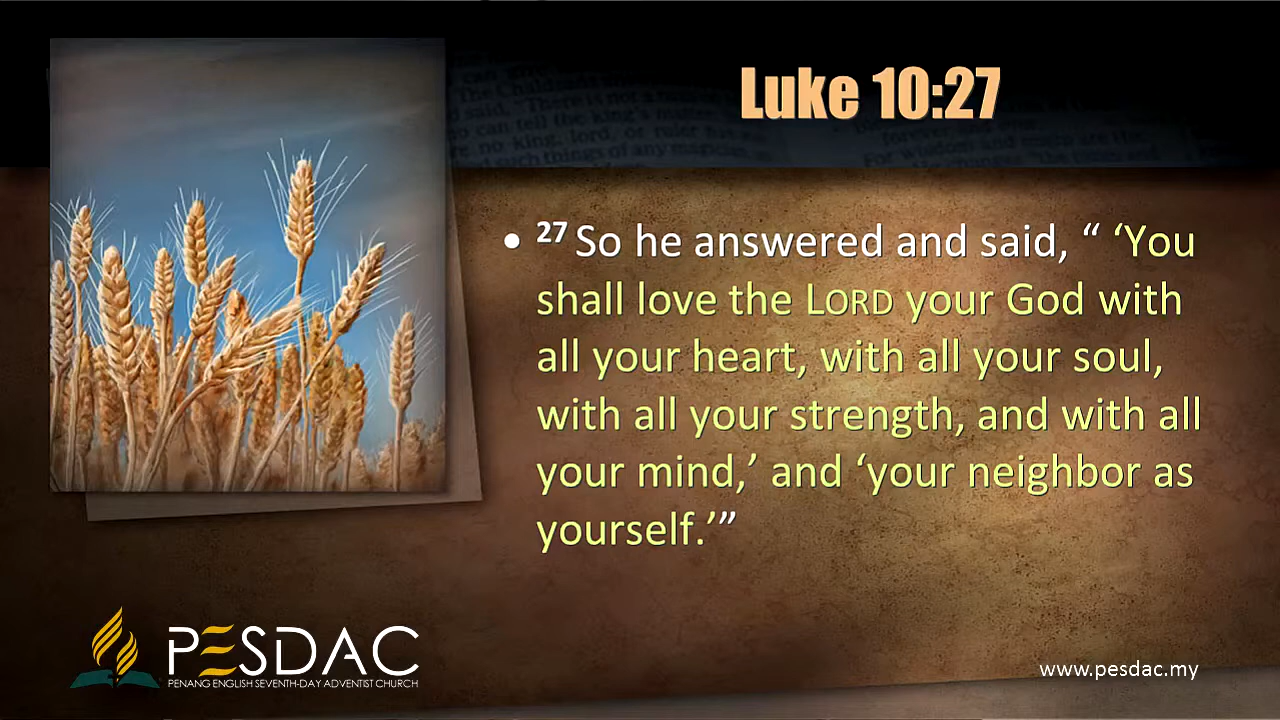 Luke 10:27
• 27 So he answered and said, “ ‘You
shall love the LORD your God with
all your heart, with all your soul,
with all your strength, and with all
your mind,’ and ‘your neighbor as
yourself.’”
PESDAC
PENANG ENGLISH SEVENTH-DAY ADVENTIST CHURCH
www.pesdac.my